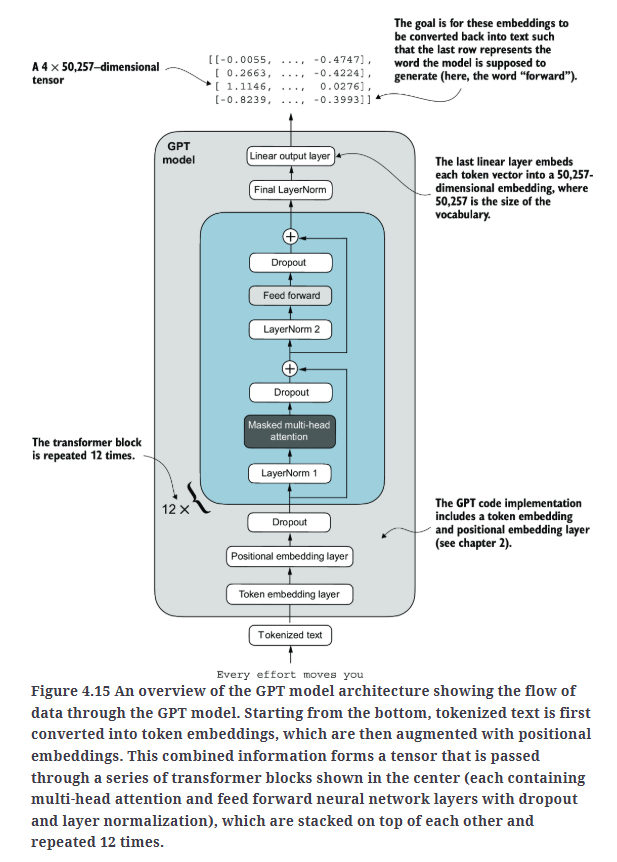 The goal is for these embeddings to
be converted back into text such
that the last row represents the
word the model is supposed to
generate (here, the word “forward”).
A 4 × 50,257–dimensional
tensor
[[-0.0055, ..., -0.4747],
[ 0.2663, ..., -0.4224],
[ 1.1146, ..., 0.0276],
[-0.8239, ..., -0.3993]]
GPT
model
Linear output layer
The last linear layer embeds
each token vector into a 50,257-
dimensional embedding, where
50,257 is the size of the
vocabulary.
Final LayerNorm
+
Dropout
Feed forward
LayerNorm 2
+
Dropout
Masked multi-head
attention
LayerNorm 1
The transformer block
is repeated 12 times.
12 ×
{
Dropout
The GPT code implementation
includes a token embedding
and positional embedding layer
(see chapter 2).
Positional embedding layer
Token embedding layer
Tokenized text
Every effort moves you
Figure 4.15 An overview of the GPT model architecture showing the flow of
data through the GPT model. Starting from the bottom, tokenized text is first
converted into token embeddings, which are then augmented with positional
embeddings. This combined information forms a tensor that is passed
through a series of transformer blocks shown in the center (each containing
multi-head attention and feed forward neural network layers with dropout
and layer normalization), which are stacked on top of each other and
repeated 12 times.